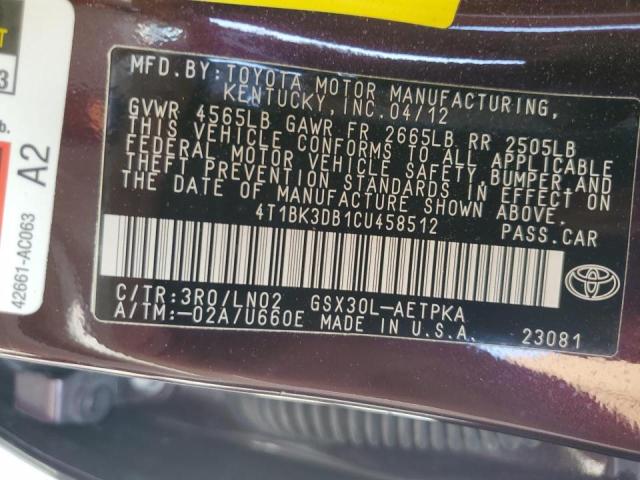 MFD.BY:TOYOTA MOTOR MANUFACTURING,
KENTUCKY, INC.04/12
GVWR 4565LB GAWR FR 2665LB RR 2505LB
THIS VEHICLE CONFORMS TO ALL APPLICABLE
FEDERAL MOTOR VEHICLE SAFETY, BUMPER, AND
THEFT PREVENTION STANDARDS IN EFFECT ON
THE DATE OF MANUFACTURE SHOWN ABOVE.
4T1BK3DB1CU458512
PASS.CAR
C/TR:3R0/LN02 GSX30L-AETPKA
A/TM:-02A/U660E MADE IN U.S.A.
23081
TOYOTA
42661-AC063
A2
3
b.